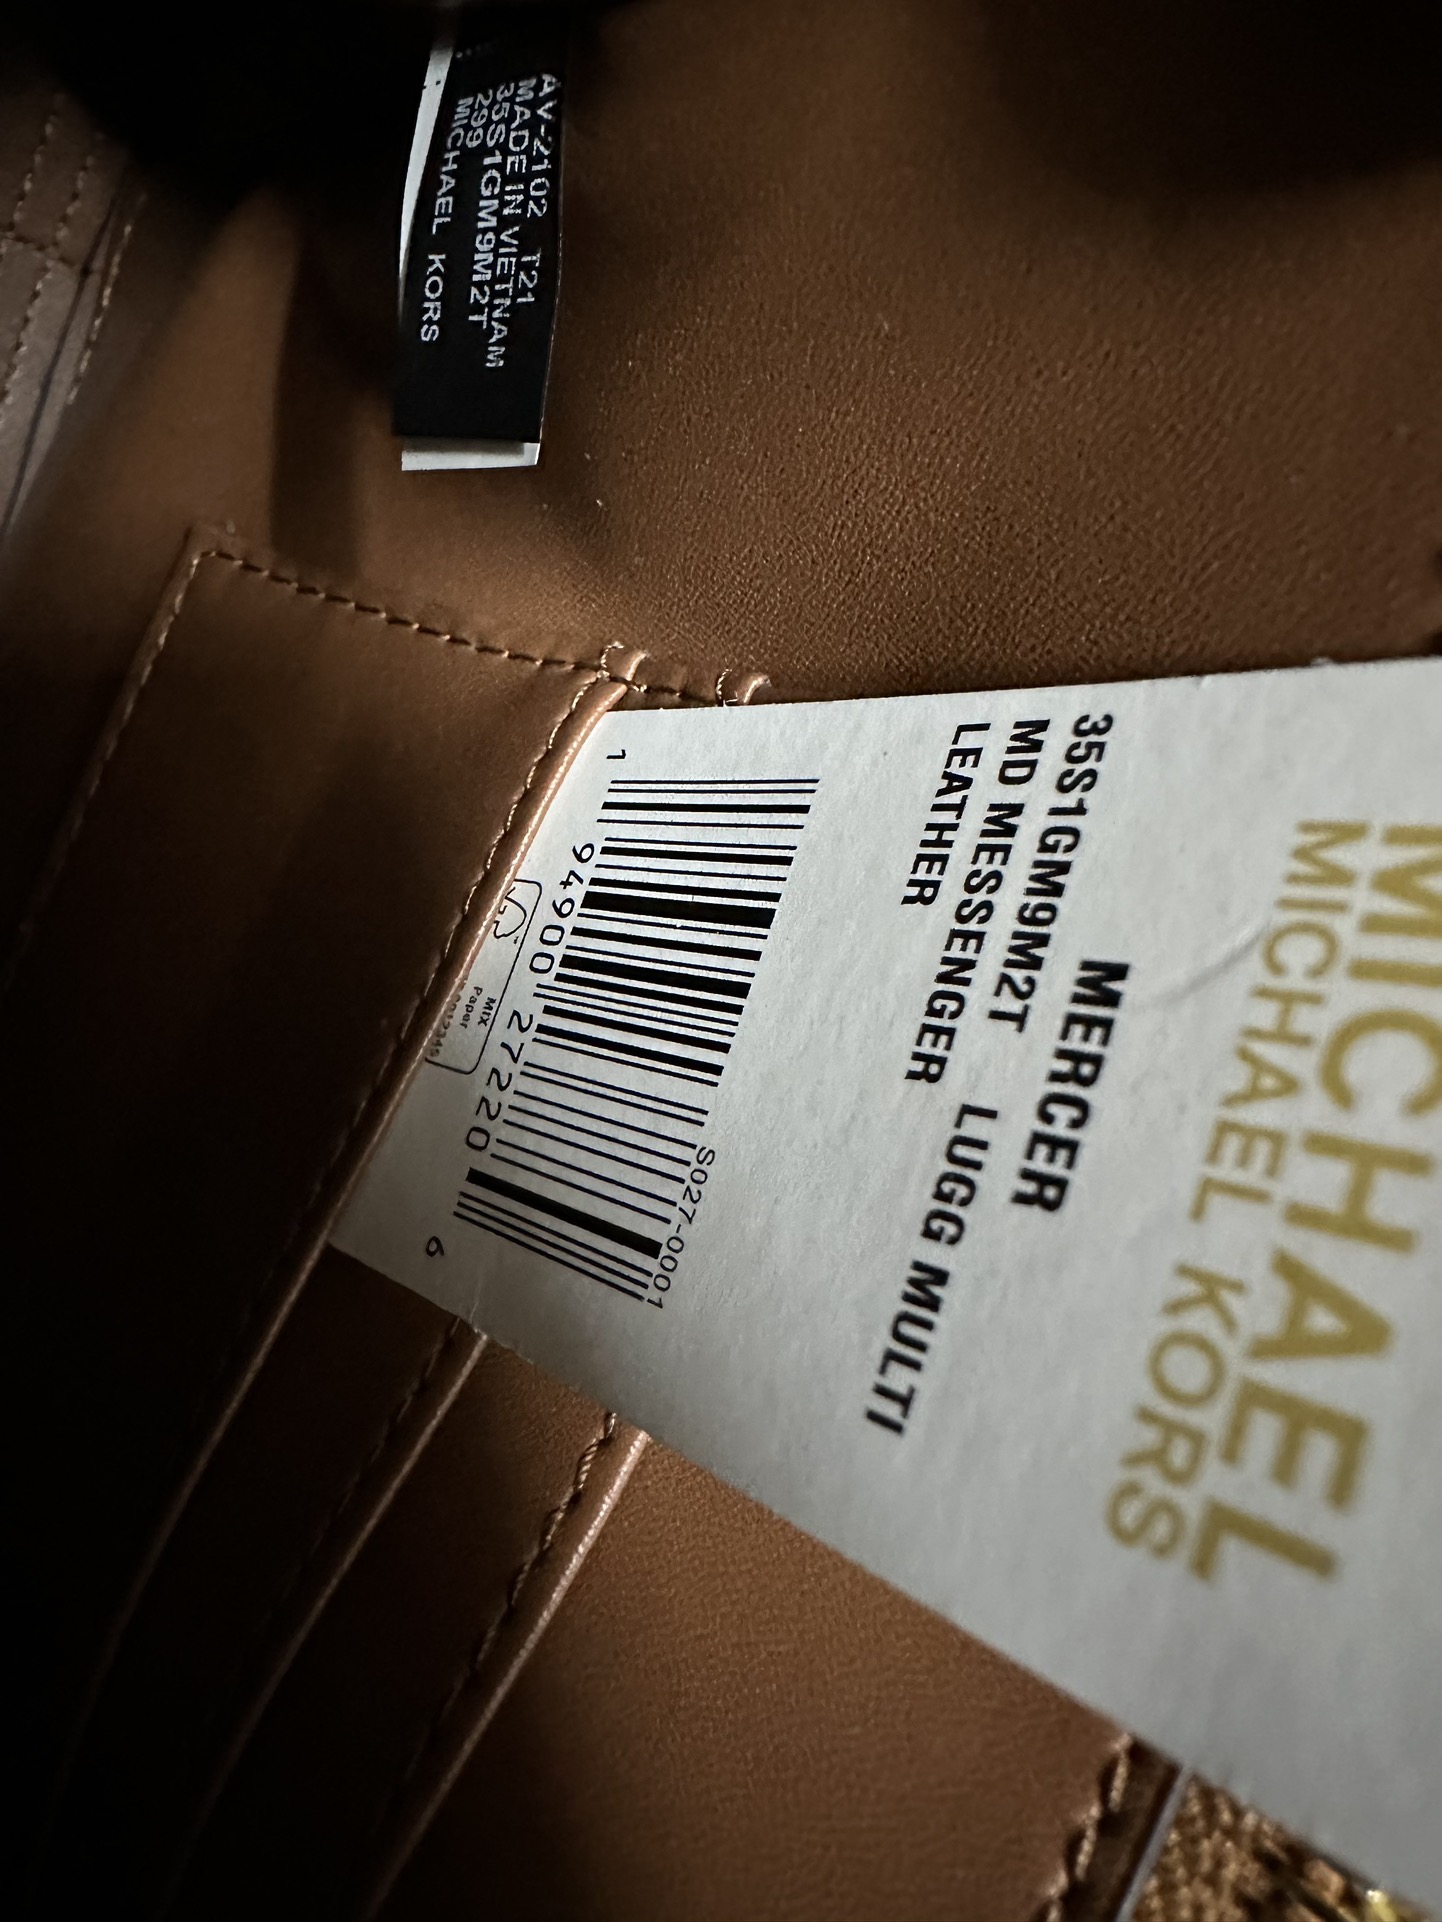 AV-2102 T21
MADE IN VIETNAM
35S1GM9M2T
299
MICHAEL KORS
MICHAEL
MICHAEL KORS
MERCER
35S1GM9M2T
MD MESSENGER LUGG MULTI
LEATHER
S027-0001
1 94900 27220 6
MIX
Paper